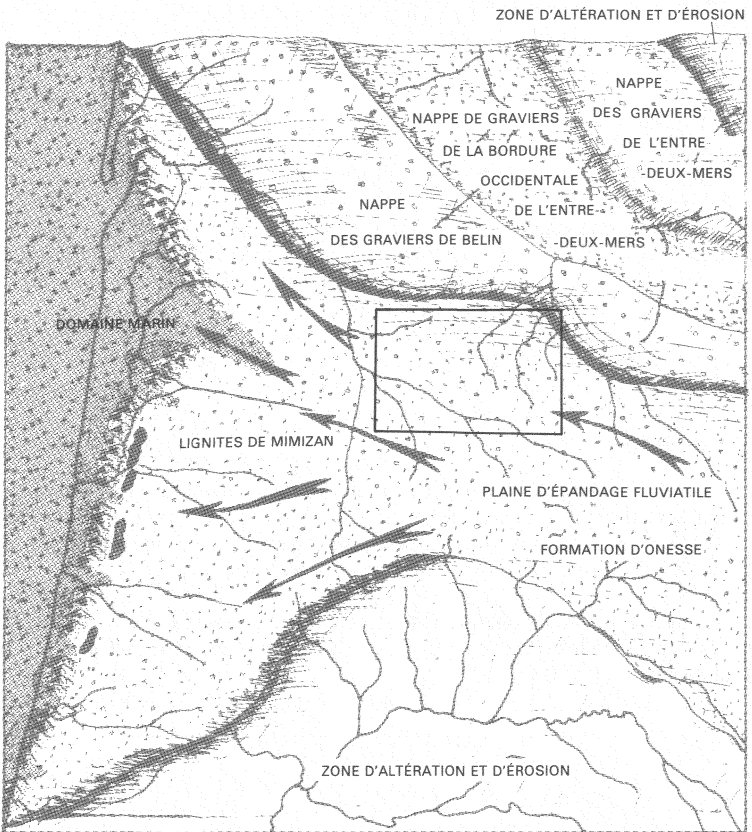 ZONE D'ALTÉRATION ET D'ÉROSION
NAPPE
DES GRAVIERS
DE L'ENTRE
-DEUX-MERS
NAPPE DE GRAVIERS
DE LA BORDURE
OCCIDENTALE
DE L'ENTRE-
-DEUX-MERS
NAPPE
DES GRAVIERS DE BELIN
DOMAINE MARIN
LIGNITES DE MIMIZAN
PLAINE D'ÉPANDAGE FLUVIATILE
FORMATION D'ONESSE
ZONE D'ALTÉRATION ET D'ÉROSION